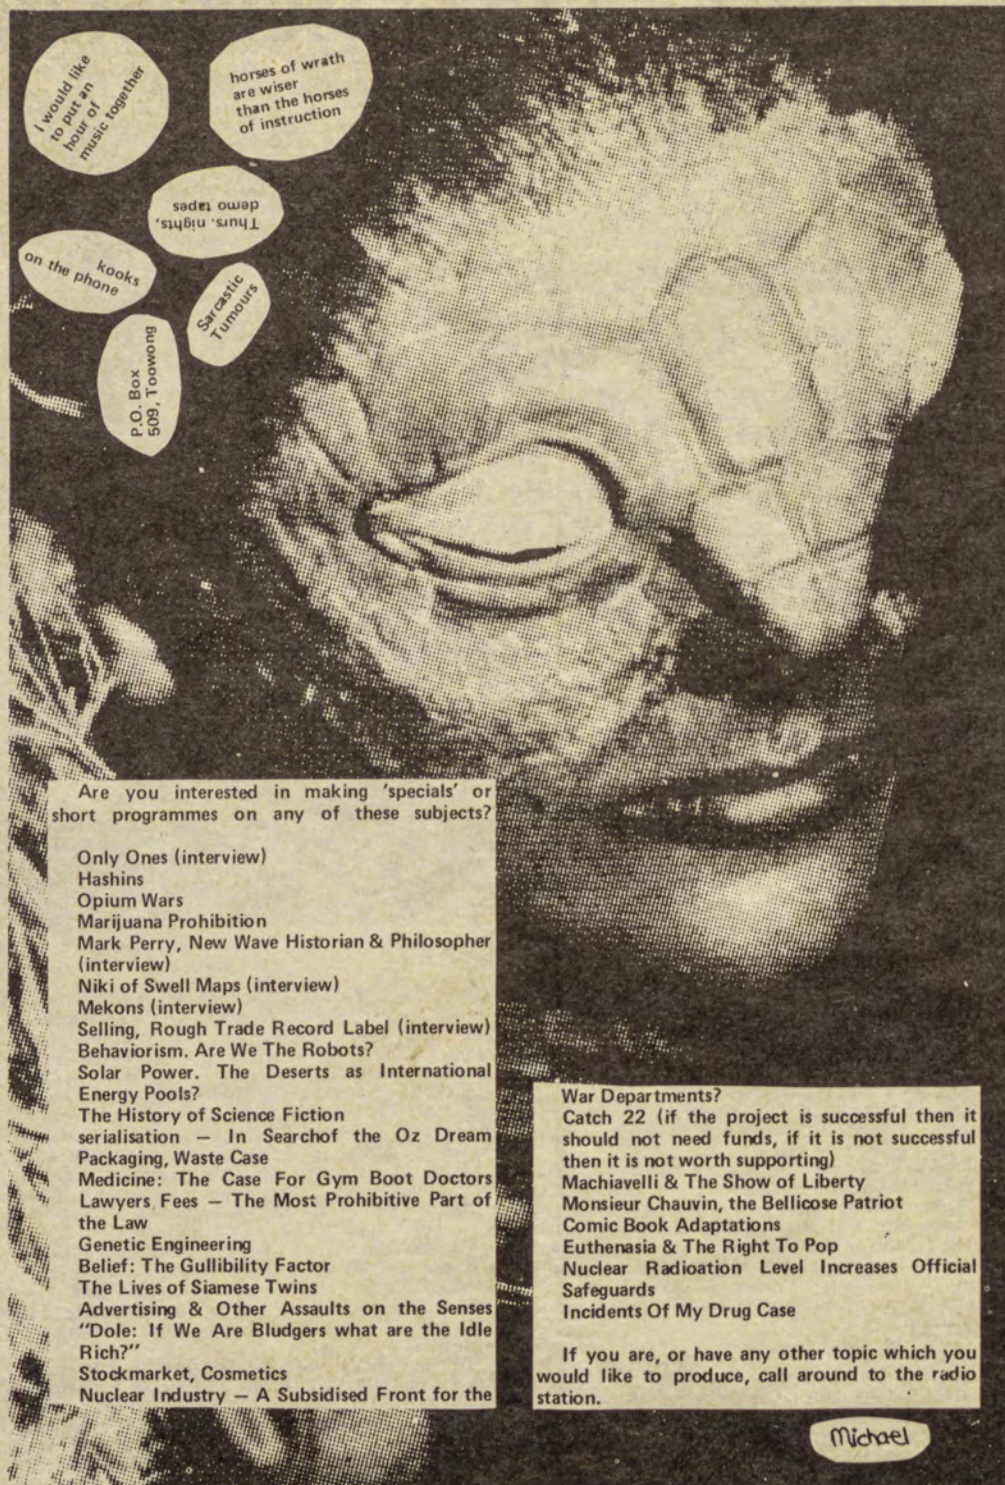 I would like
to put an
hour of
music together
horses of wrath
are wiser
than the horses
of instruction
Thurs. nights,
demo tapes
kooks
on the phone
Sarcastic
Tumours
P.O. Box
509, Toowong
Are you interested in making 'specials' or
short programmes on any of these subjects?
Only Ones (interview)
Hashins
Opium Wars
Marijuana Prohibition
Mark Perry, New Wave Historian & Philosopher
(interview)
Niki of Swell Maps (interview)
Mekons (interview)
Selling, Rough Trade Record Label (interview)
Behaviorism. Are We The Robots?
Solar Power. The Deserts as International
Energy Pools?
The History of Science Fiction
serialisation — In Searchof the Oz Dream
Packaging, Waste Case
Medicine: The Case For Gym Boot Doctors
Lawyers Fees — The Most Prohibitive Part of
the Law
Genetic Engineering
Belief: The Gullibility Factor
The Lives of Siamese Twins
Advertising & Other Assaults on the Senses
"Dole: If We Are Bludgers what are the Idle
Rich?"
Stockmarket, Cosmetics
Nuclear Industry — A Subsidised Front for the
War Departments?
Catch 22 (if the project is successful then it
should not need funds, if it is not successful
then it is not worth supporting)
Machiavelli & The Show of Liberty
Monsieur Chauvin, the Bellicose Patriot
Comic Book Adaptations
Euthenasia & The Right To Pop
Nuclear Radioation Level Increases Official
Safeguards
Incidents Of My Drug Case
If you are, or have any other topic which you
would like to produce, call around to the radio
station.
Michael